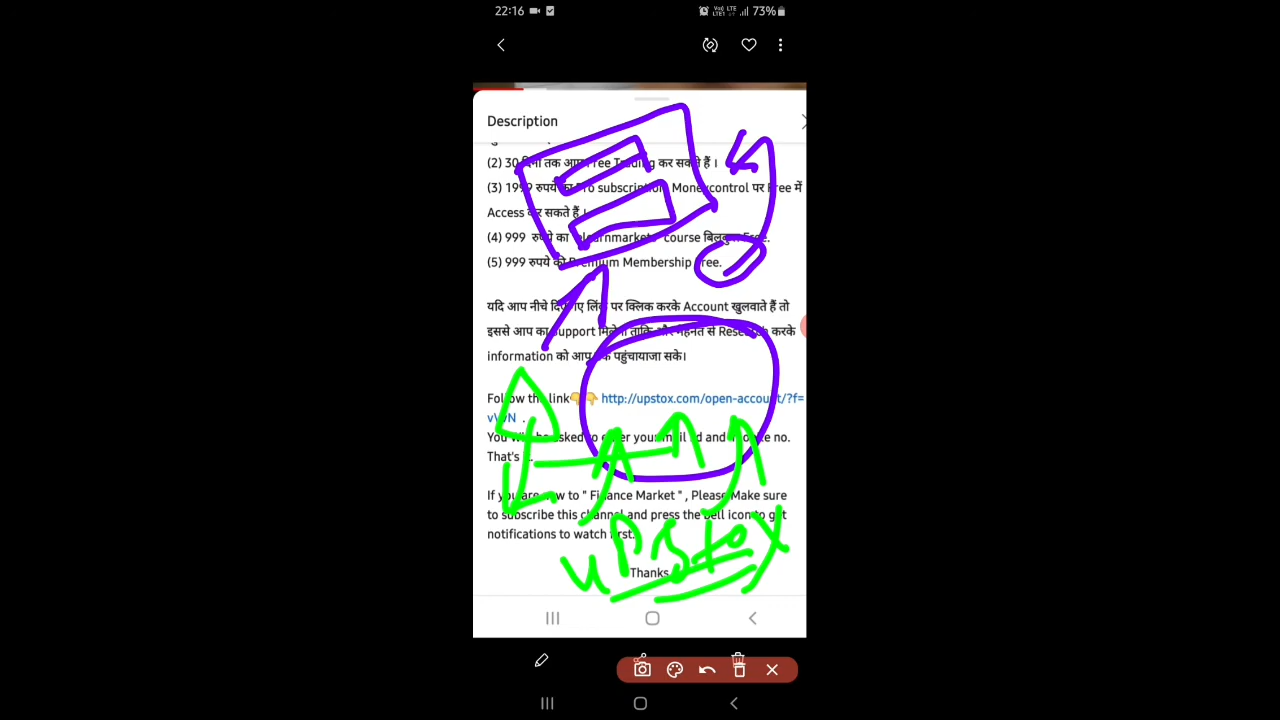 22:16 73%
Description
(2) 30 दिनों तक आप Free Trading कर सकते हैं ।
(3) 1999 रुपये का Pro subscription Moneycontrol पर Free में
Access कर सकते हैं ।
(4) 999 रुपये का elearnmarkets course बिलकुल Free.
(5) 999 रुपये की Premium Membership Free.
यदि आप नीचे दिए गए लिंक पर क्लिक करके Account खुलवाते हैं तो
इससे आप का Support मिलेगा ताकि और मेहनत से Research करके
information को आप तक पहुंचायाजा सके।
Follow the link👇👇 http://upstox.com/open-account/?f=
You will be asked to enter your mail id and mobile no.
That's it.
If you are new to " Finance Market " , Please Make sure
to subscribe this channel and press the bell icon to get
notifications to watch first.
Thanks
upstox